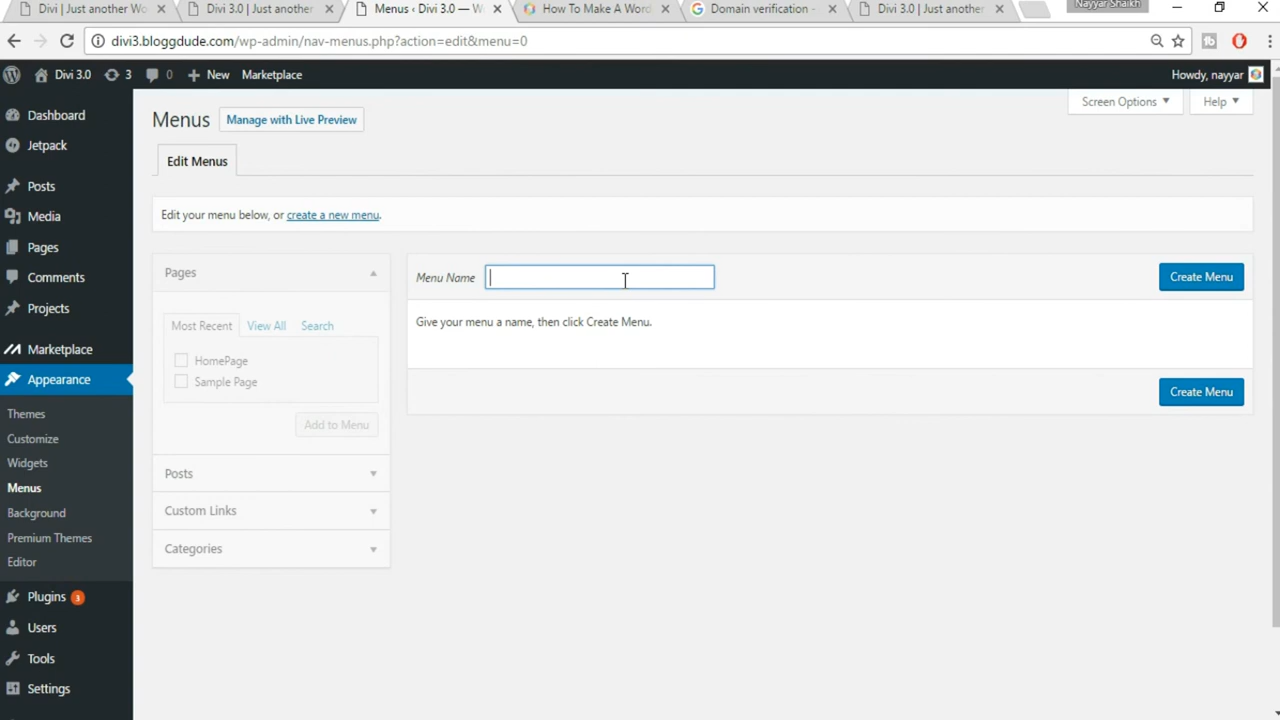 Divi | Just another Wo
Divi 3.0 | Just another
Menus ‹ Divi 3.0 — W
How To Make A Word
Domain verification -
Divi 3.0 | Just another
Nayyar Shaikh
divi3.bloggdude.com/wp-admin/nav-menus.php?action=edit&menu=0
Divi 3.0 3 0 New Marketplace Howdy, nayyar
Screen Options Help
Menus Manage with Live Preview
Edit Menus
Edit your menu below, or create a new menu.
Dashboard
Jetpack
Posts
Media
Pages
Comments
Projects
Marketplace
Appearance
Themes
Customize
Widgets
Menus
Background
Premium Themes
Editor
Plugins 3
Users
Tools
Settings
Pages
Most Recent View All Search
HomePage
Sample Page
Add to Menu
Posts
Custom Links
Categories
Menu Name Create Menu
Give your menu a name, then click Create Menu.
Create Menu